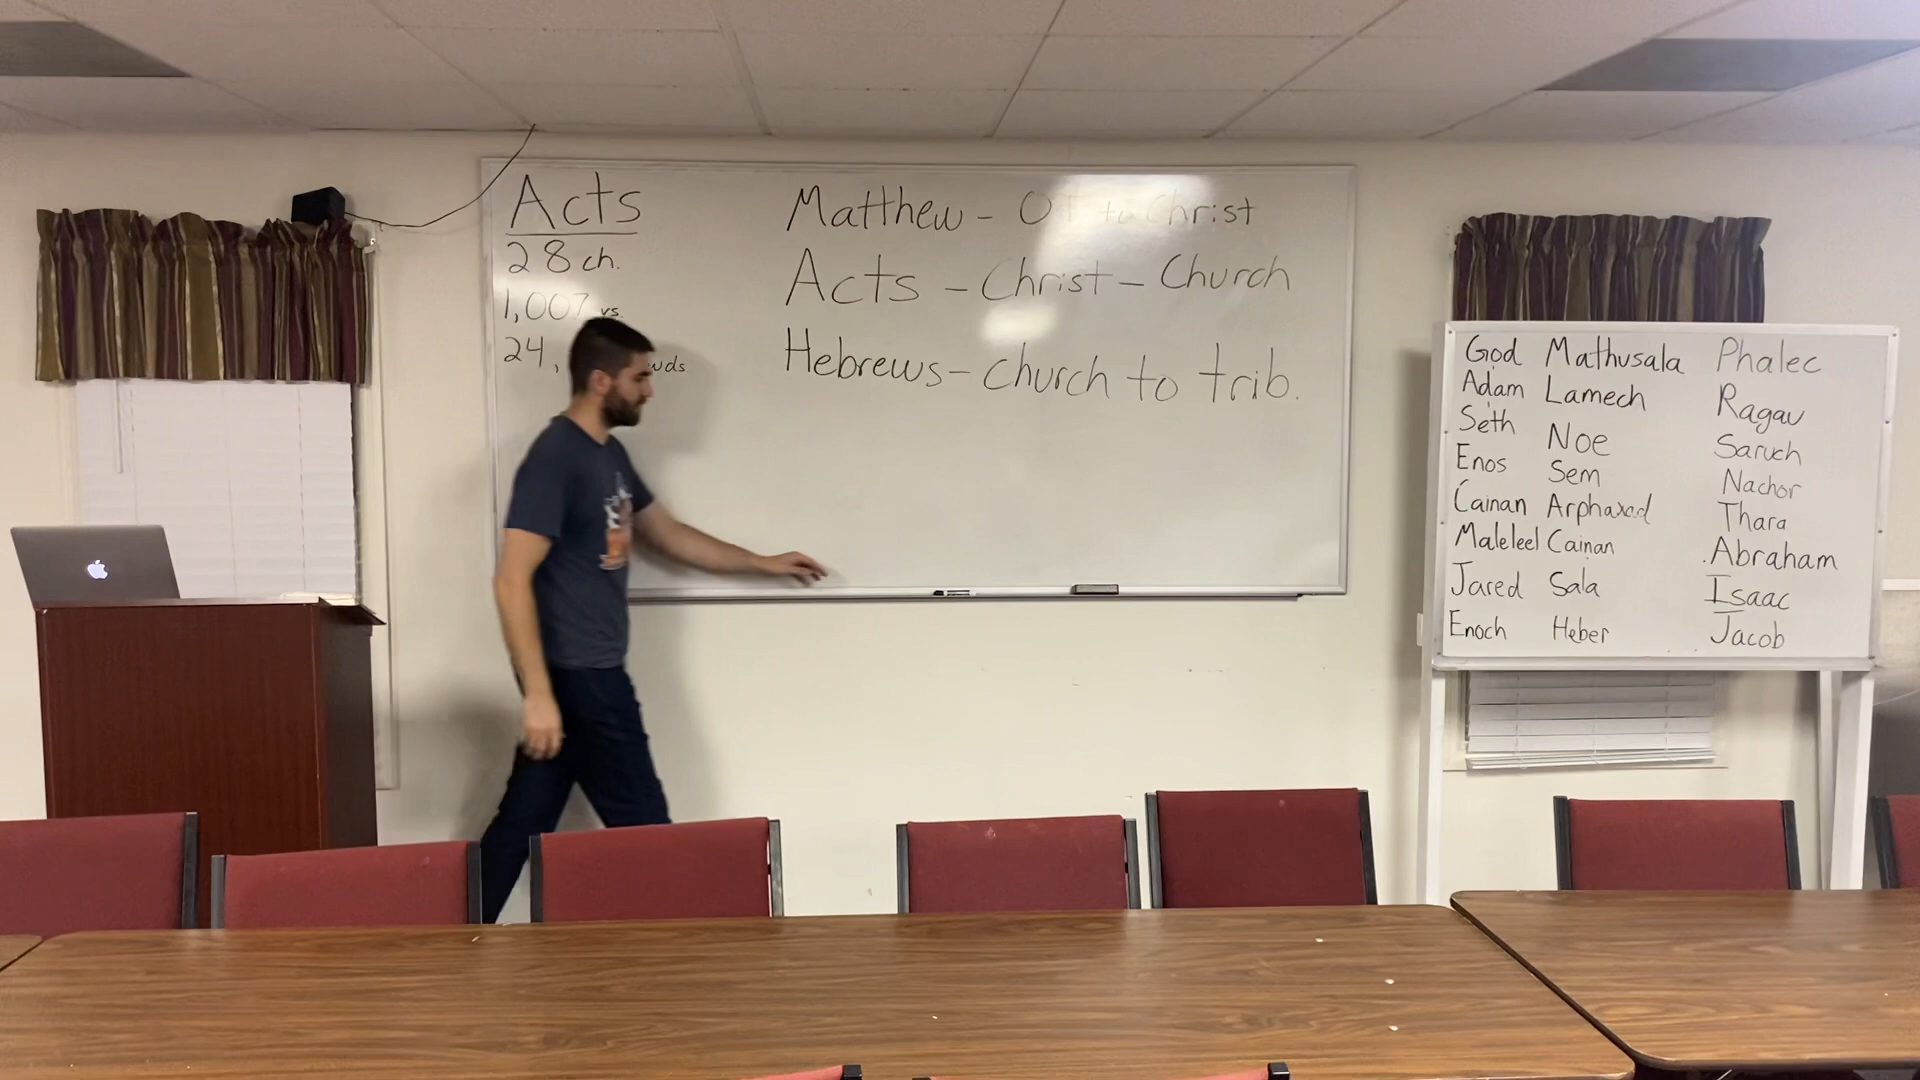 Acts
28 ch.
1,007 vs.
24, wds
Matthew - OT to Christ
Acts - Christ - Church
Hebrews - church to trib.
God
Adam
Seth
Enos
Cainan
Maleleel
Jared
Enoch
Mathusala
Lamech
Noe
Sem
Arphaxad
Cainan
Sala
Heber
Phalec
Ragau
Saruch
Nachor
Thara
Abraham
Isaac
Jacob